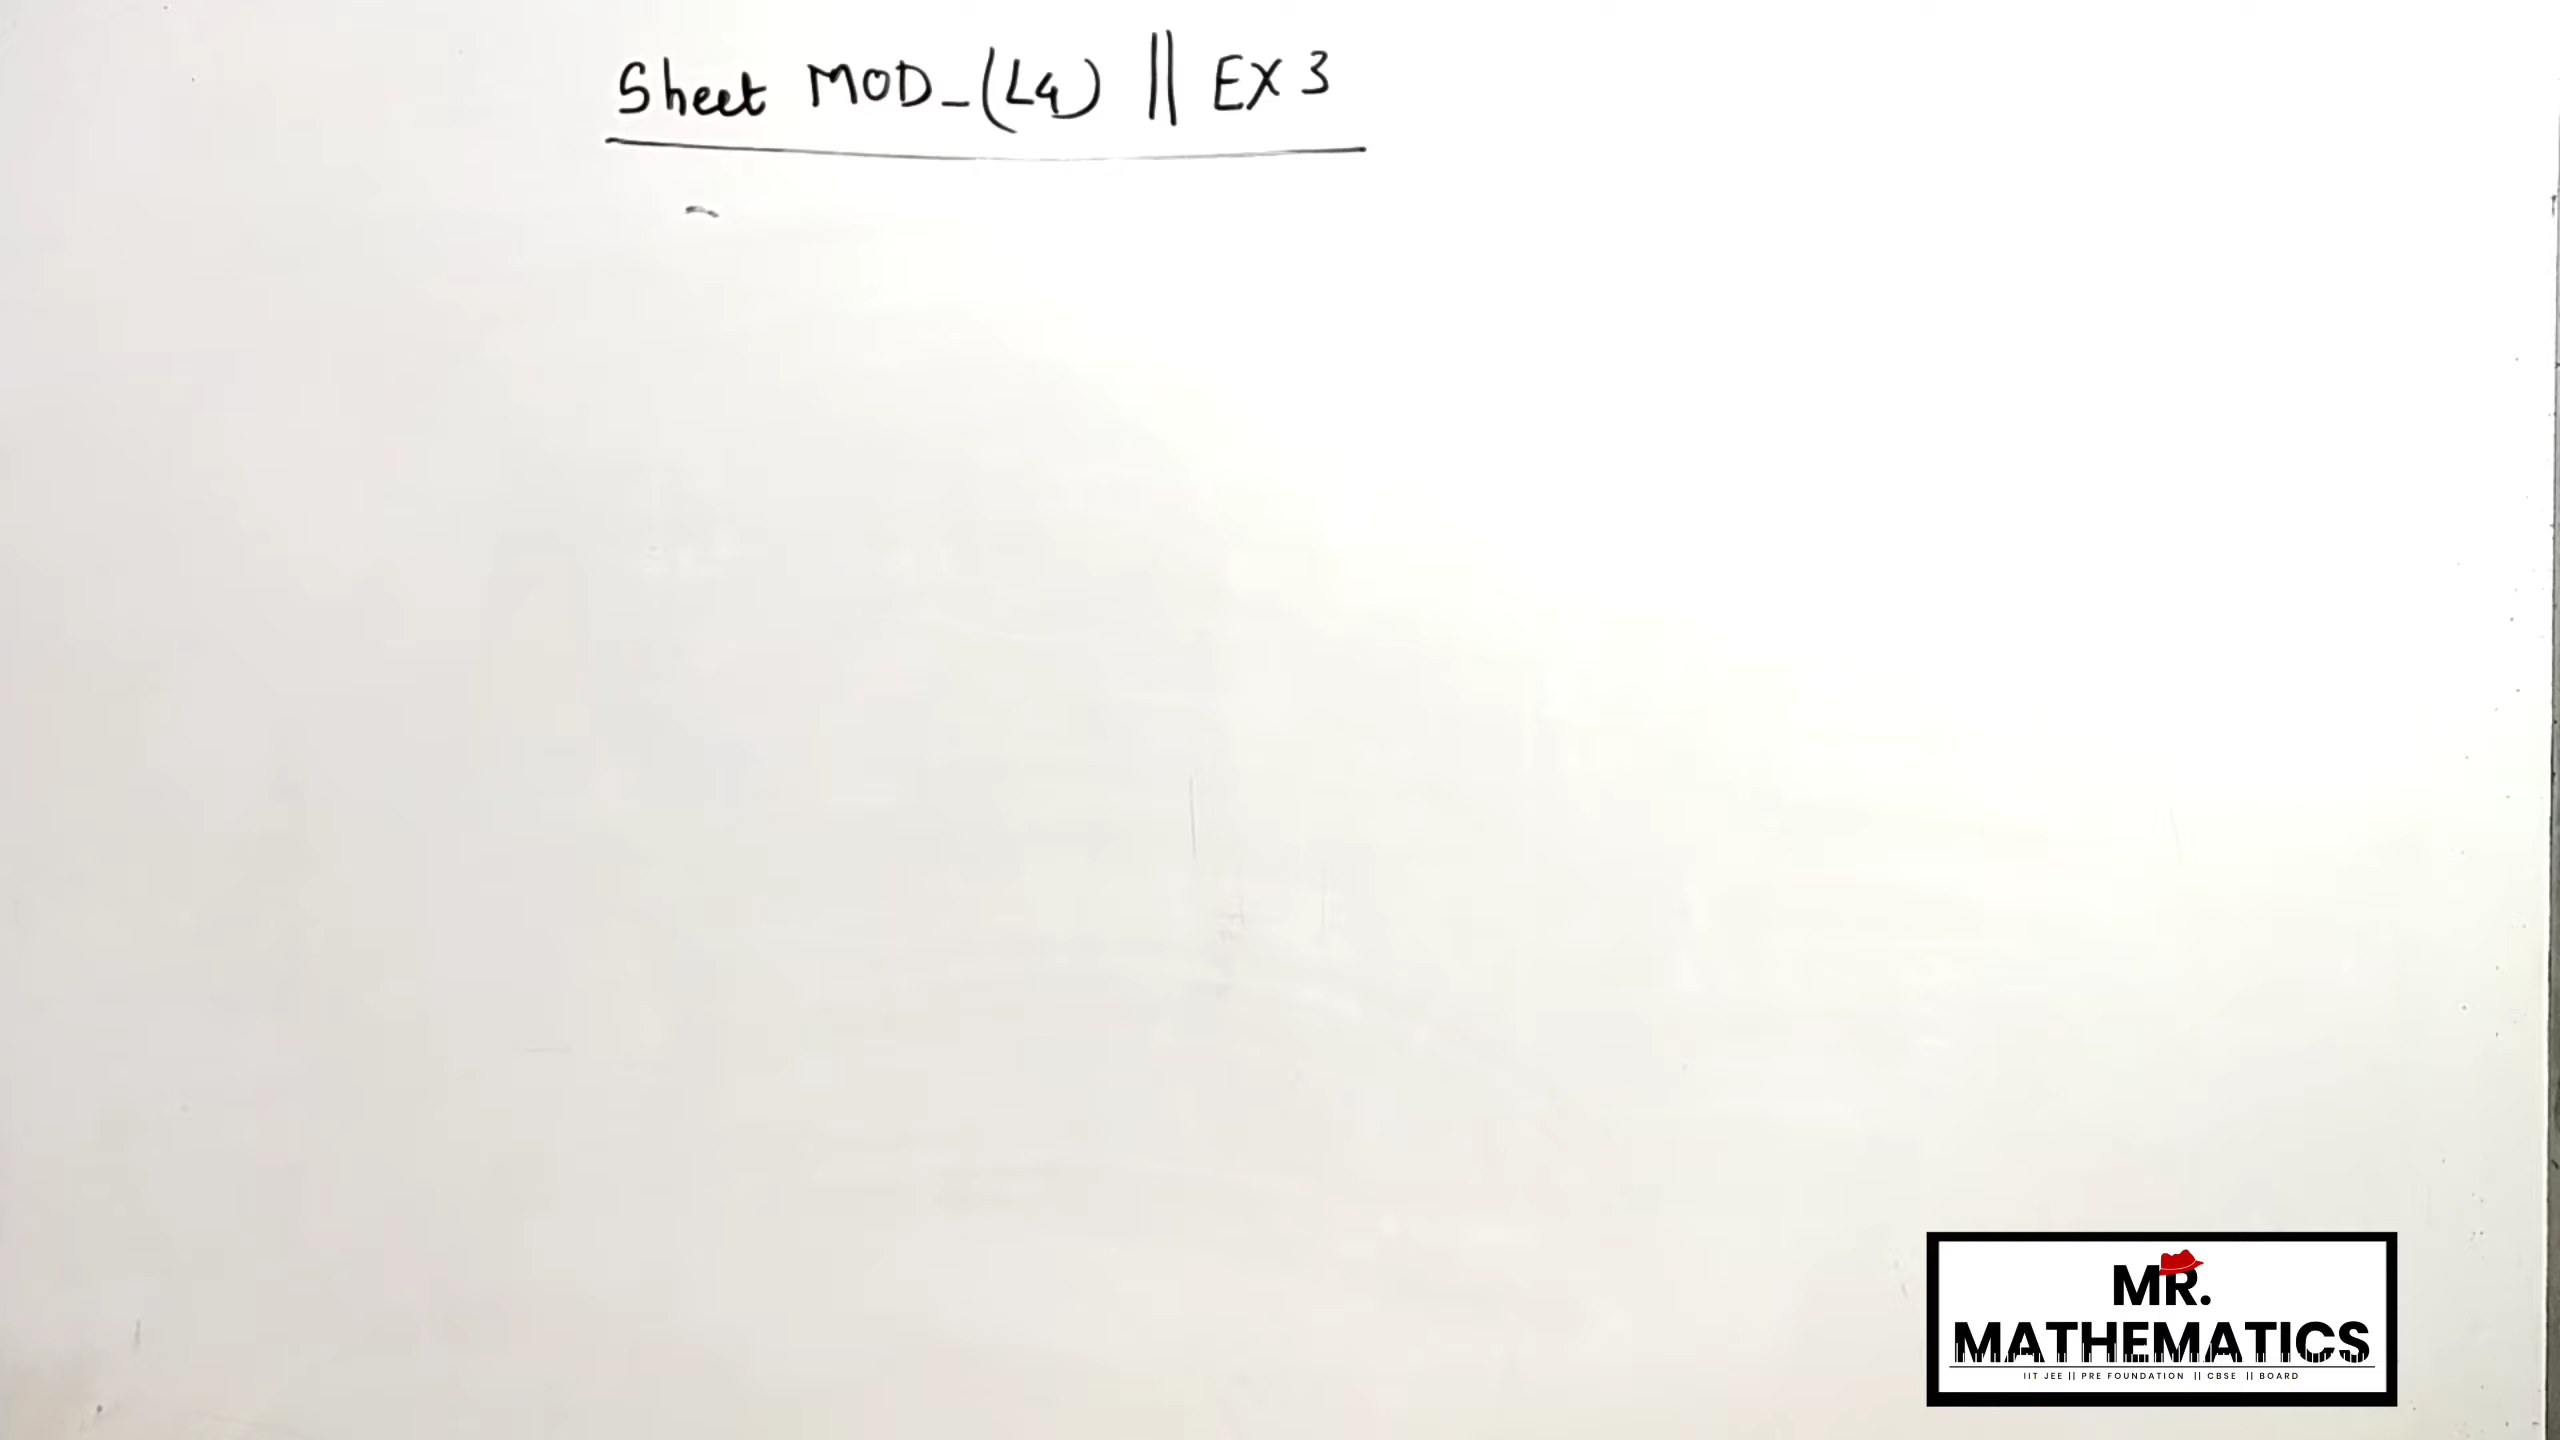 Sheet MOD_(L4) || EX 3
MR.
MATHEMATICS
IIT JEE || PRE FOUNDATION || CBSE || BOARD